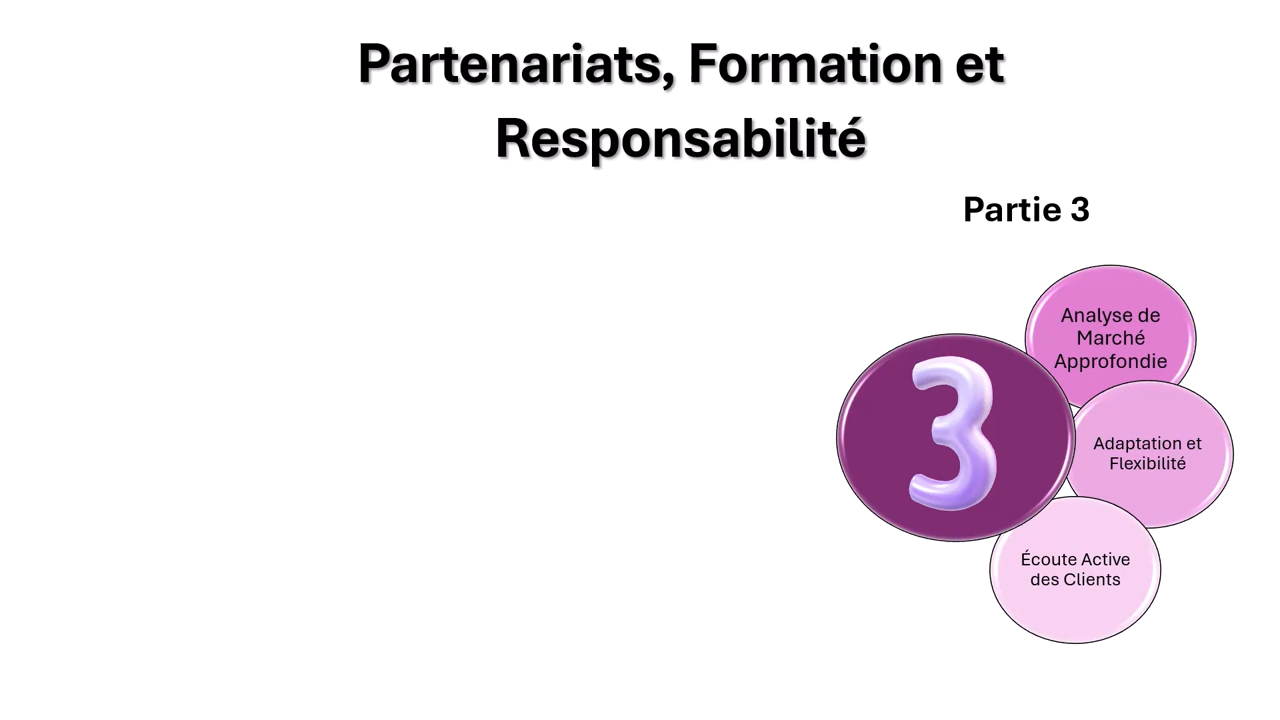 Partenariats, Formation et
Responsabilité
Partie 3
3
Analyse de
Marché
Approfondie
Adaptation et
Flexibilité
Écoute Active
des Clients